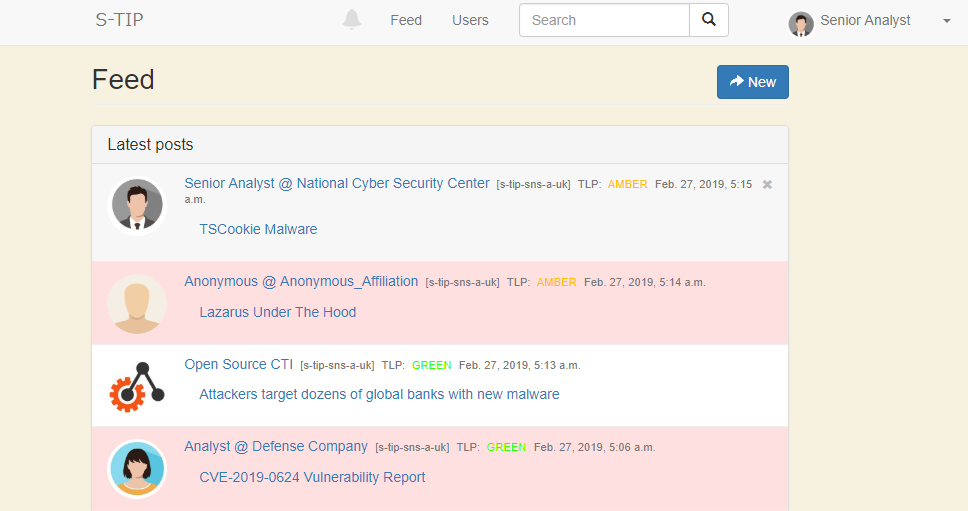 S-TIP Feed Users Search Senior Analyst
Feed
New
Latest posts
Senior Analyst @ National Cyber Security Center [s-tip-sns-a-uk] TLP: AMBER Feb. 27, 2019, 5:15
a.m.
TSCookie Malware
Anonymous @ Anonymous_Affiliation [s-tip-sns-a-uk] TLP: AMBER Feb. 27, 2019, 5:14 a.m.
Lazarus Under The Hood
Open Source CTI [s-tip-sns-a-uk] TLP: GREEN Feb. 27, 2019, 5:13 a.m.
Attackers target dozens of global banks with new malware
Analyst @ Defense Company [s-tip-sns-a-uk] TLP: GREEN Feb. 27, 2019, 5:06 a.m.
CVE-2019-0624 Vulnerability Report